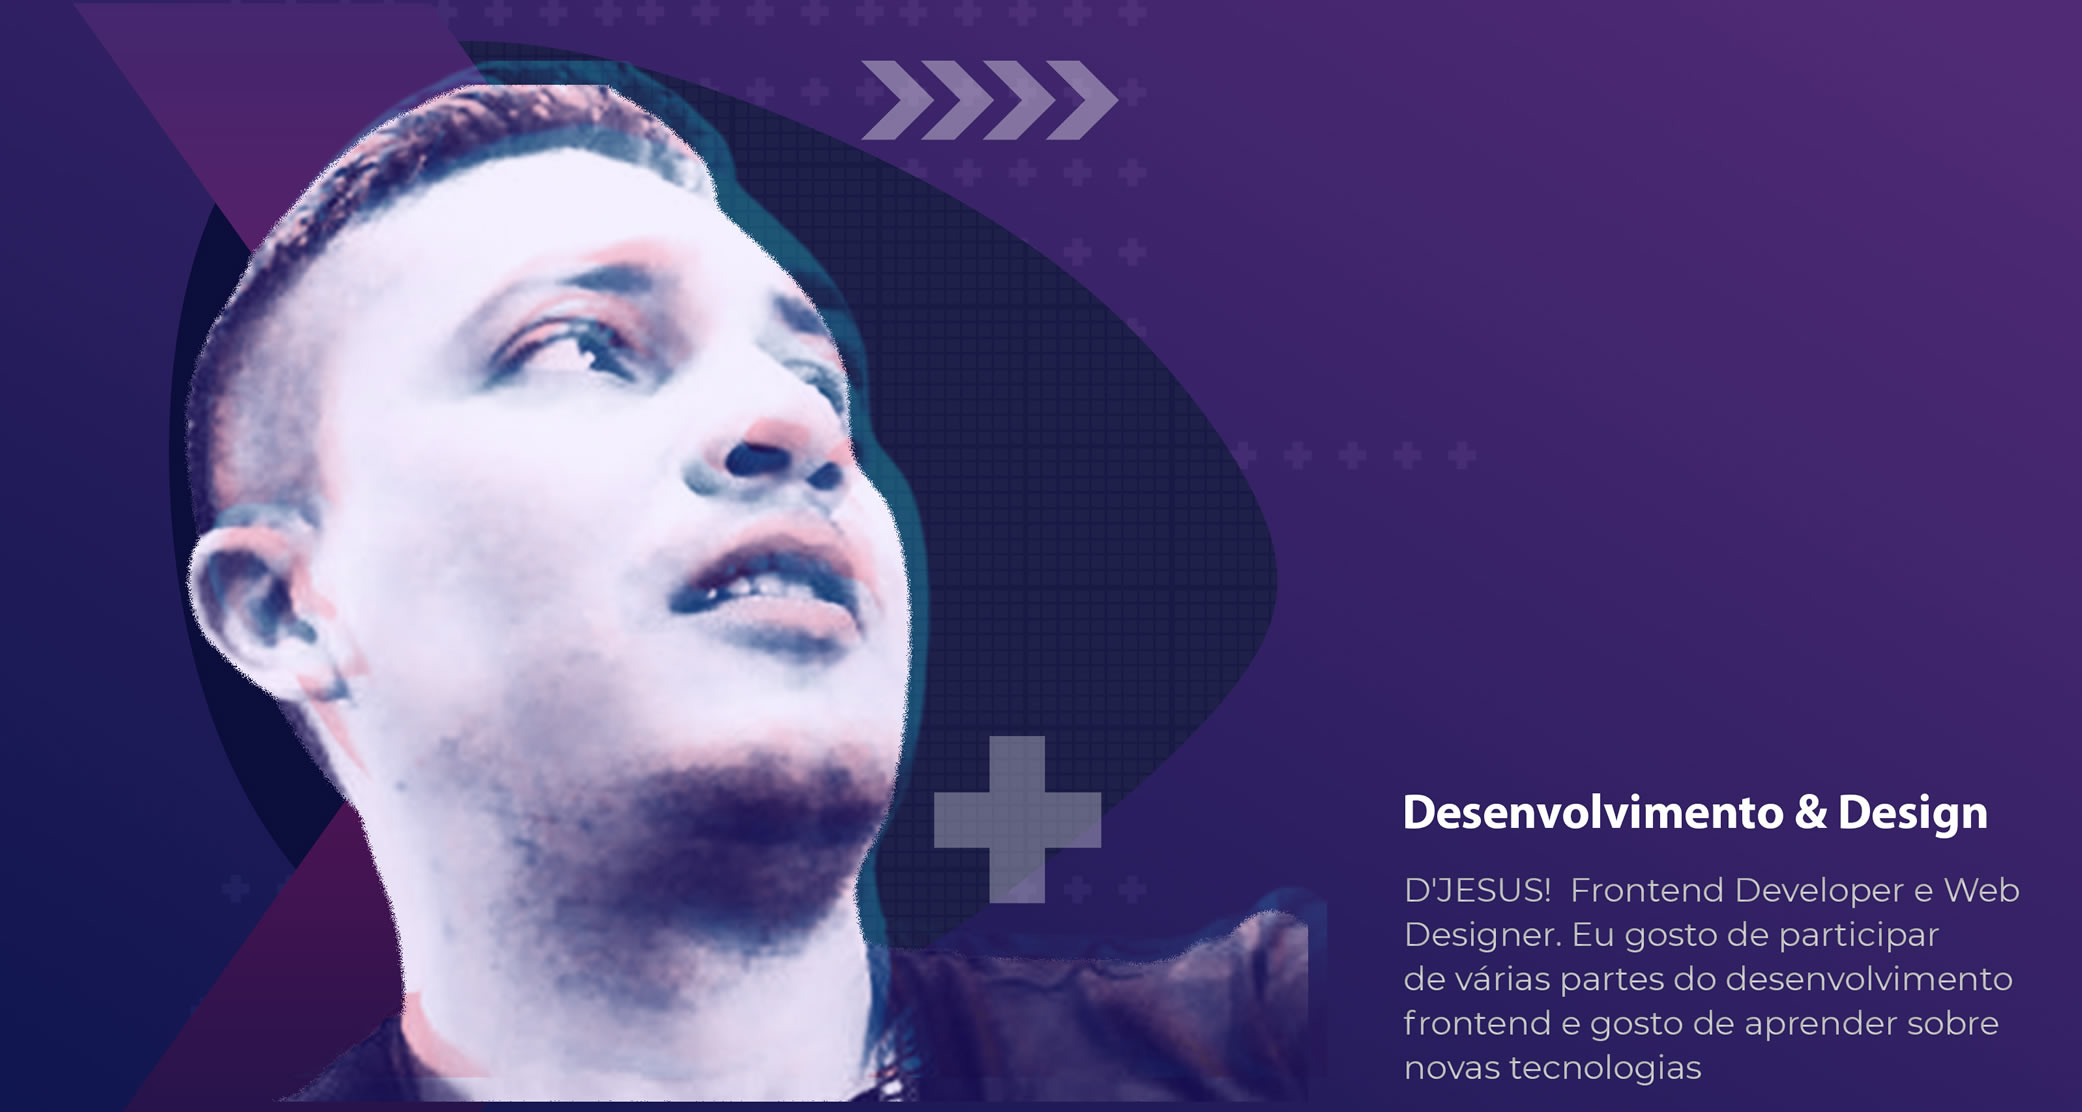 Desenvolvimento & Design
D'JESUS!  Frontend Developer e Web
Designer. Eu gosto de participar
de várias partes do desenvolvimento
frontend e gosto de aprender sobre
novas tecnologias